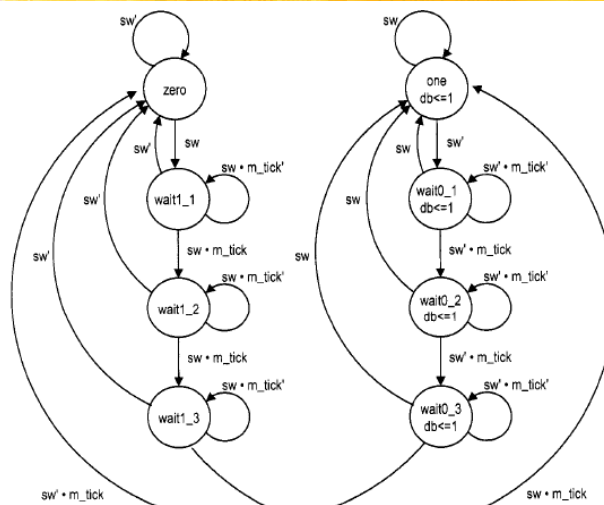 sw'
zero
sw'
sw
sw • m_tick'
wait1_1
sw'
sw • m_tick
sw • m_tick'
wait1_2
sw'
sw • m_tick
sw • m_tick'
wait1_3
sw' • m_tick
sw
one
db<=1
sw
sw'
sw' • m_tick'
wait0_1
db<=1
sw
sw' • m_tick
sw' • m_tick'
wait0_2
db<=1
sw
sw' • m_tick
sw' • m_tick'
wait0_3
db<=1
sw • m_tick